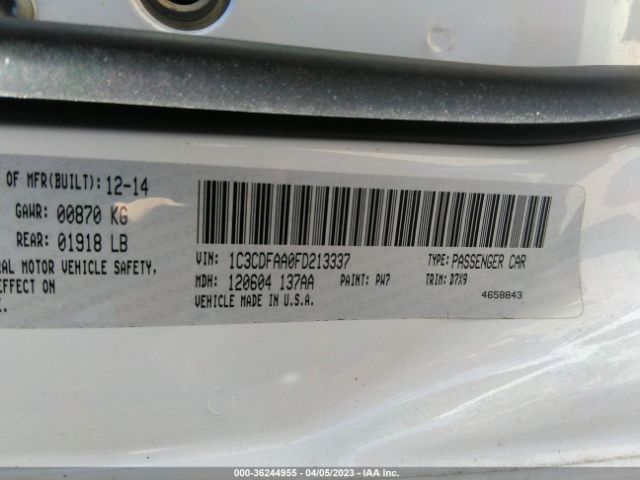 OF MFR(BUILT): 12-14
GAWR: 00870 KG
REAR: 01918 LB
RAL MOTOR VEHICLE SAFETY,
EFFECT ON
VIN: 1C3CDFAA0FD213337
TYPE: PASSENGER CAR
MDH: 120604 137AA
PAINT: PW7
TRIM: D7X9
VEHICLE MADE IN U.S.A.
4658843
000-36244955 - 04/05/2023 - IAA Inc.